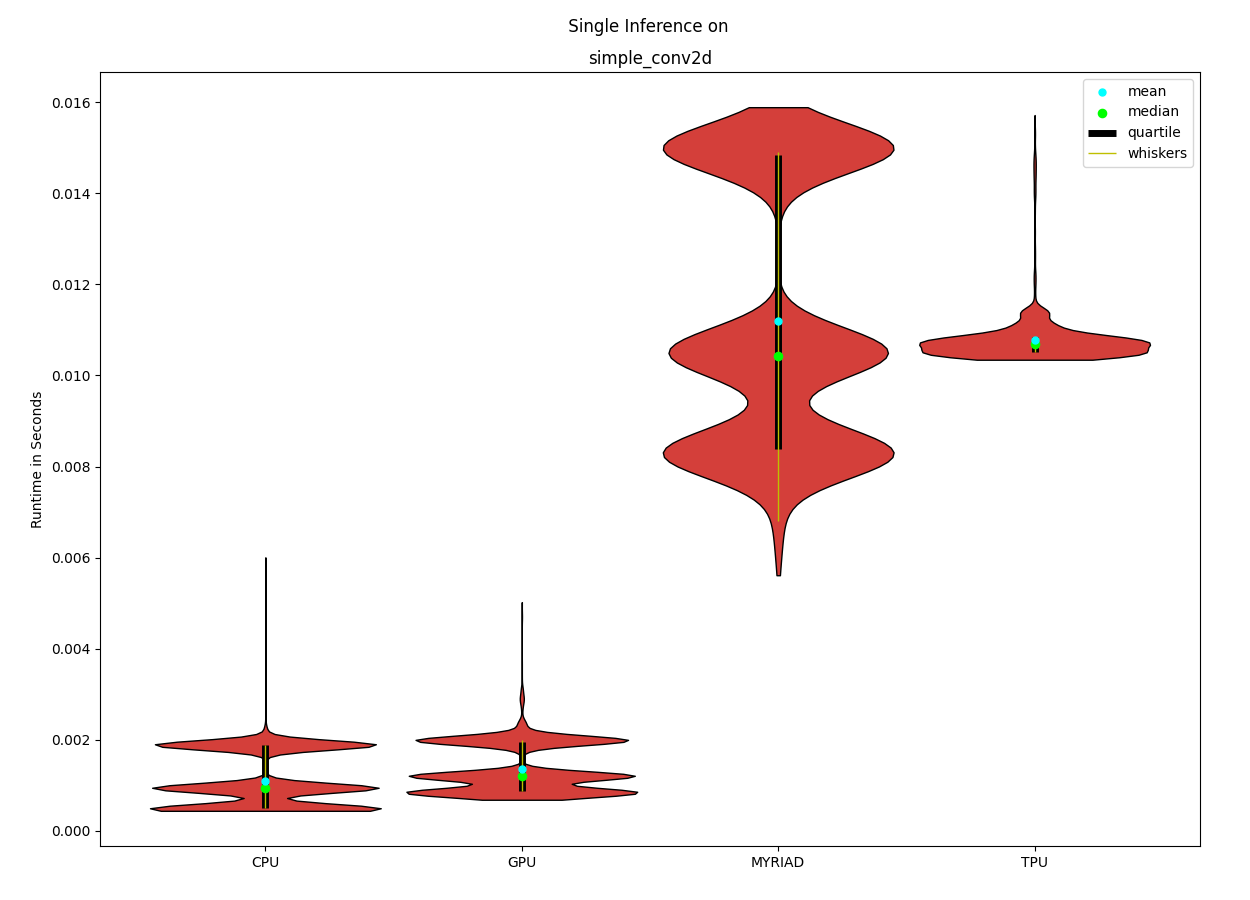 Single Inference on
simple_conv2d
mean
median
quartile
whiskers
Runtime in Seconds
0.016
0.014
0.012
0.010
0.008
0.006
0.004
0.002
0.000
CPU GPU MYRIAD TPU